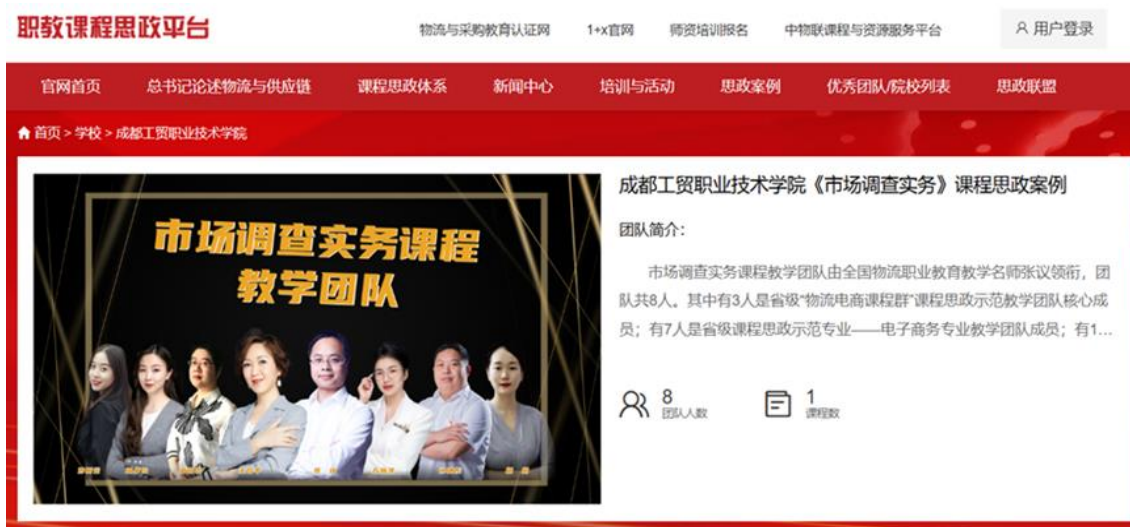 职教课程思政平台
物流与采购教育认证网 1+x官网 师资培训报名 中物联课程与资源服务平台 用户登录
官网首页 总书记论述物流与供应链 课程思政体系 新闻中心 培训与活动 思政案例 优秀团队/院校列表 思政联盟
首页 > 学校 > 成都工贸职业技术学院
市场调查实务课程
教学团队
成都工贸职业技术学院《市场调查实务》课程思政案例
团队简介：
市场调查实务课程教学团队由全国物流职业教育教学名师张议领衔，团
队共8人。其中有3人是省级“物流电商课程群”课程思政示范教学团队核心成
员；有7人是省级课程思政示范专业——电子商务专业教学团队成员；有1...
8
团队人数
1
课程数